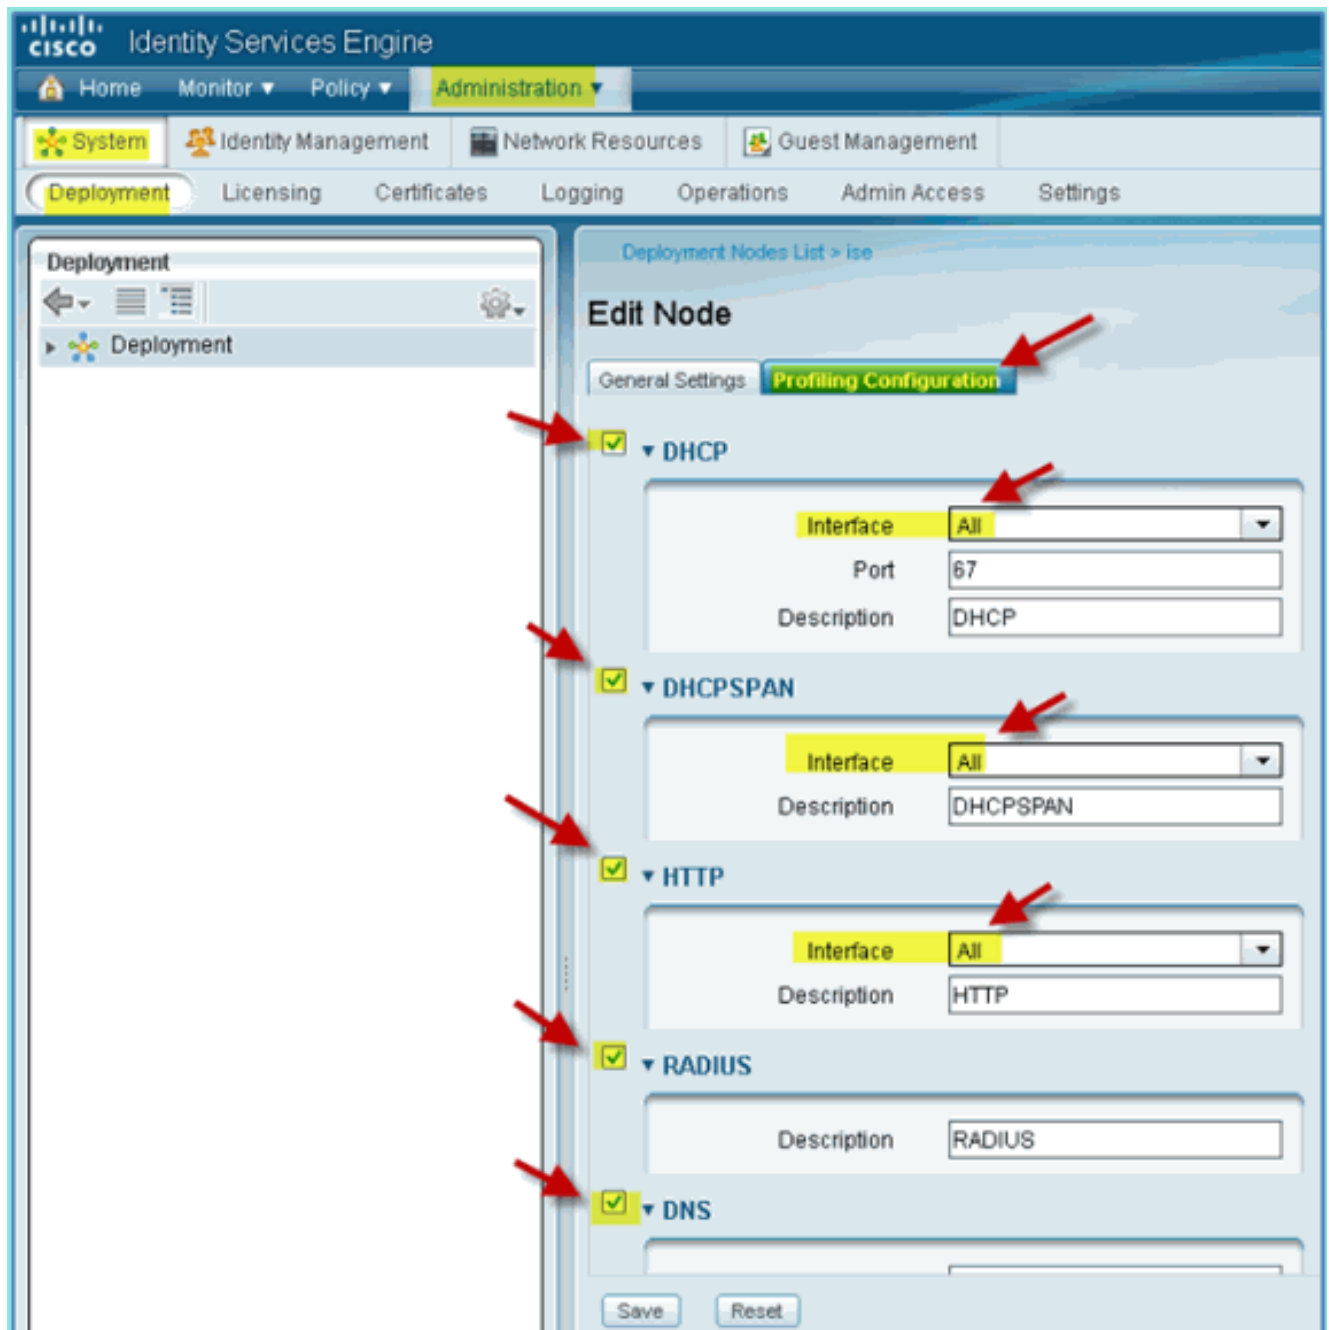 CISCO Identity Services Engine
Home Monitor Policy Administration
System Identity Management Network Resources Guest Management
Deployment Licensing Certificates Logging Operations Admin Access Settings
Deployment
Deployment
Deployment Nodes List > ise
Edit Node
General Settings Profiling Configuration
DHCP
Interface All
Port 67
Description DHCP
DHCPSPAN
Interface All
Description DHCPSPAN
HTTP
Interface All
Description HTTP
RADIUS
Description RADIUS
DNS
Save Reset